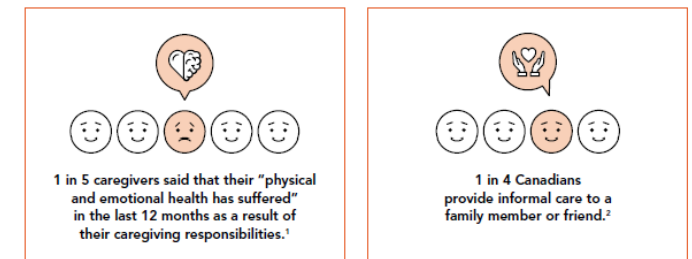 1 in 5 caregivers said that their “physical
and emotional health has suffered”
in the last 12 months as a result of
their caregiving responsibilities.¹
1 in 4 Canadians
provide informal care to a
family member or friend.²